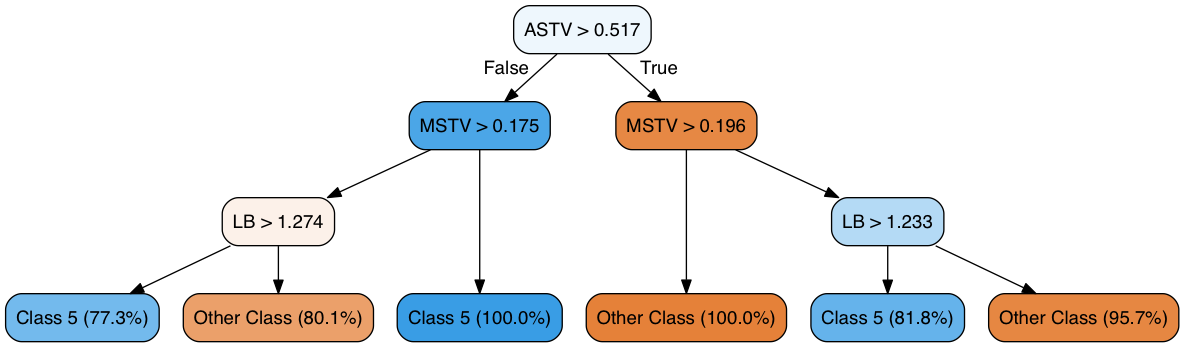 ASTV > 0.517
False
True
MSTV > 0.175
MSTV > 0.196
LB > 1.274
LB > 1.233
Class 5 (77.3%)
Other Class (80.1%)
Class 5 (100.0%)
Other Class (100.0%)
Class 5 (81.8%)
Other Class (95.7%)